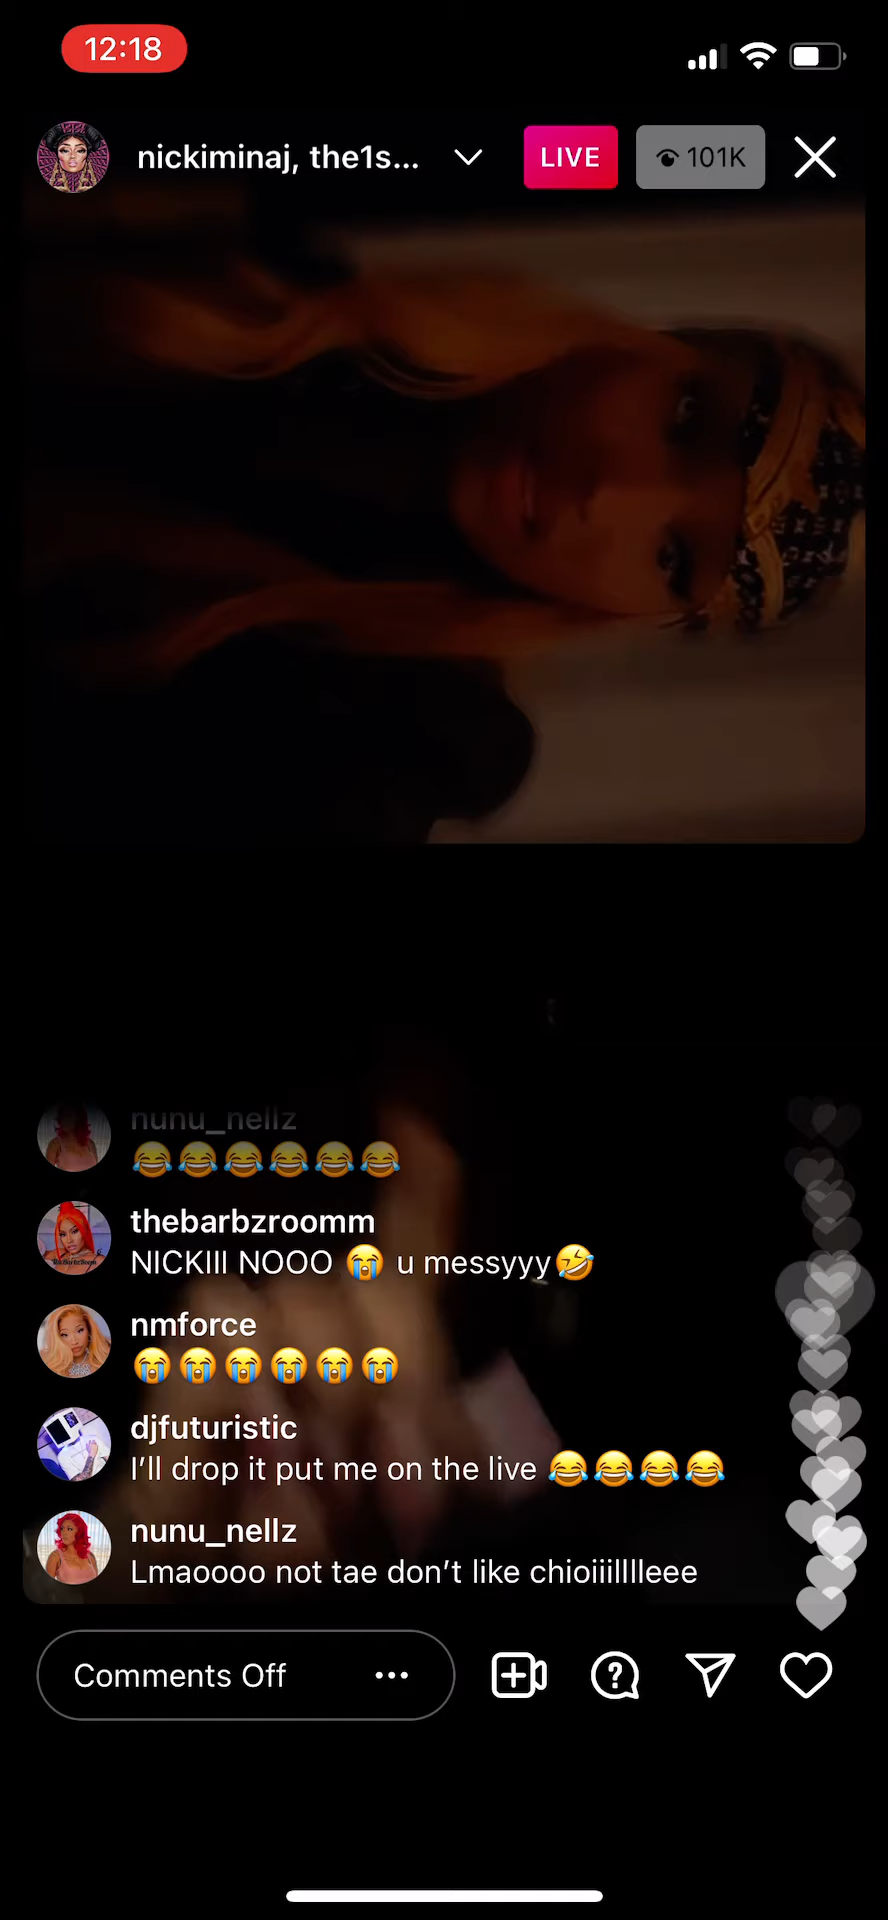 12:18
nickiminaj, the1s...
LIVE
101K
nunu_nellz
😂😂😂😂😂😂
thebarbzroomm
NICKIII NOOO 😭 u messyyy🤣
nmforce
😭😭😭😭😭😭
djfuturistic
I'll drop it put me on the live 😂😂😂😂
nunu_nellz
Lmaoooo not tae don't like chioiiilllleee
Comments Off